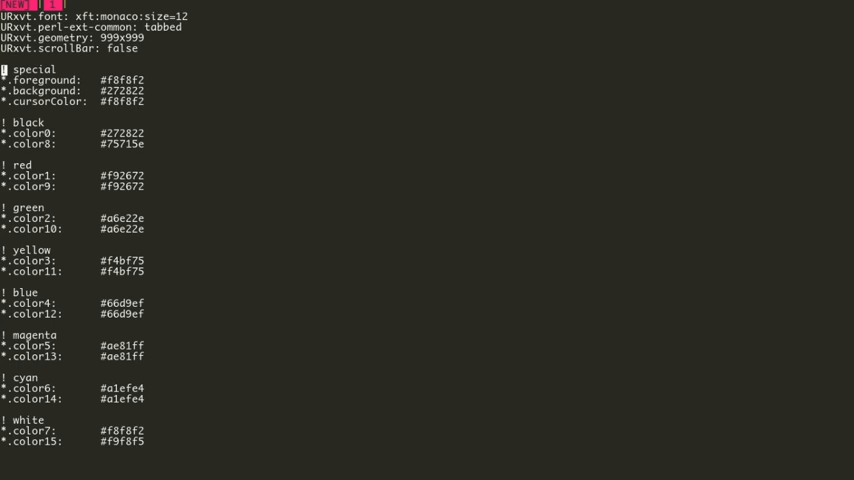 [NEW] | 1 |
URxvt.font: xft:monaco:size=12
URxvt.perl-ext-common: tabbed
URxvt.geometry: 999x999
URxvt.scrollBar: false
! special
*.foreground: #f8f8f2
*.background: #272822
*.cursorColor: #f8f8f2
! black
*.color0: #272822
*.color8: #75715e
! red
*.color1: #f92672
*.color9: #f92672
! green
*.color2: #a6e22e
*.color10: #a6e22e
! yellow
*.color3: #f4bf75
*.color11: #f4bf75
! blue
*.color4: #66d9ef
*.color12: #66d9ef
! magenta
*.color5: #ae81ff
*.color13: #ae81ff
! cyan
*.color6: #a1efe4
*.color14: #a1efe4
! white
*.color7: #f8f8f2
*.color15: #f9f8f5